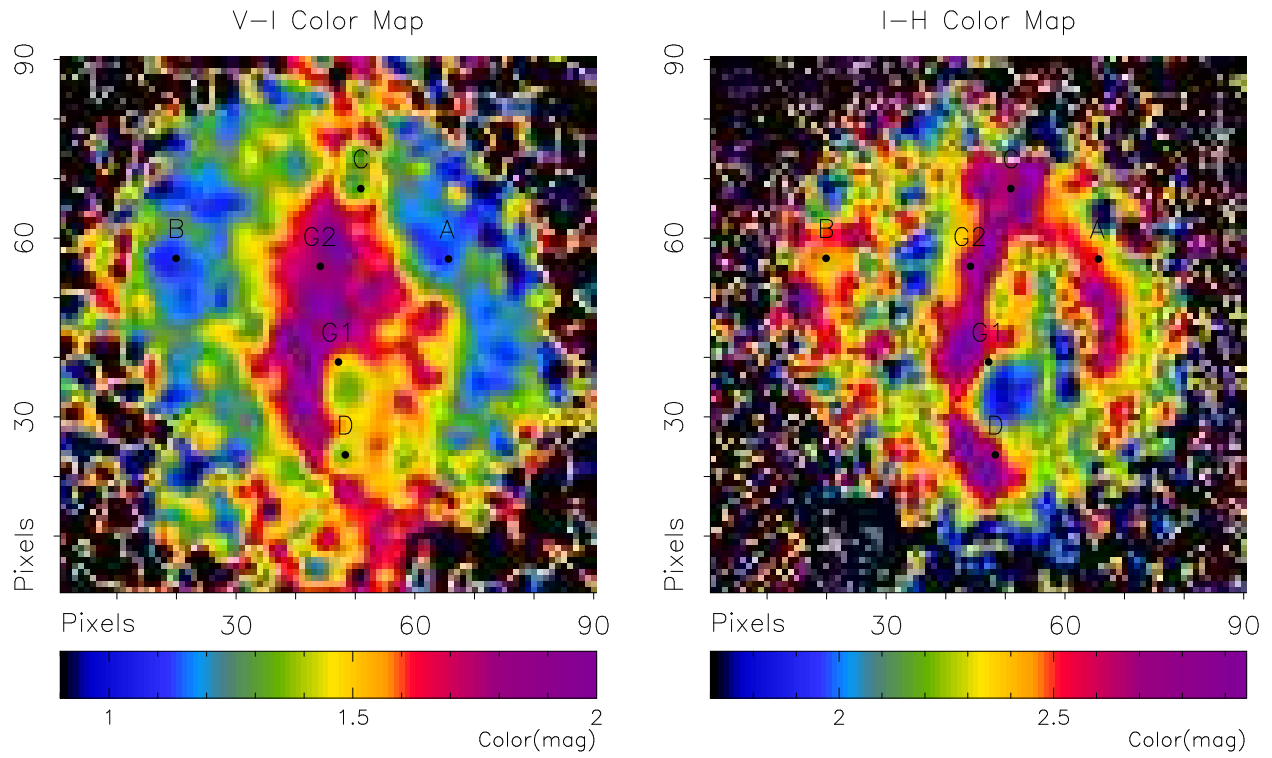 V-I Color Map
I-H Color Map
90
60
30
Pixels
C
B
A
G2
G1
D
90
60
30
Pixels
C
B
A
G2
G1
D
Pixels 30 60 90
Pixels 30 60 90
1 1.5 2
Color(mag)
2 2.5
Color(mag)